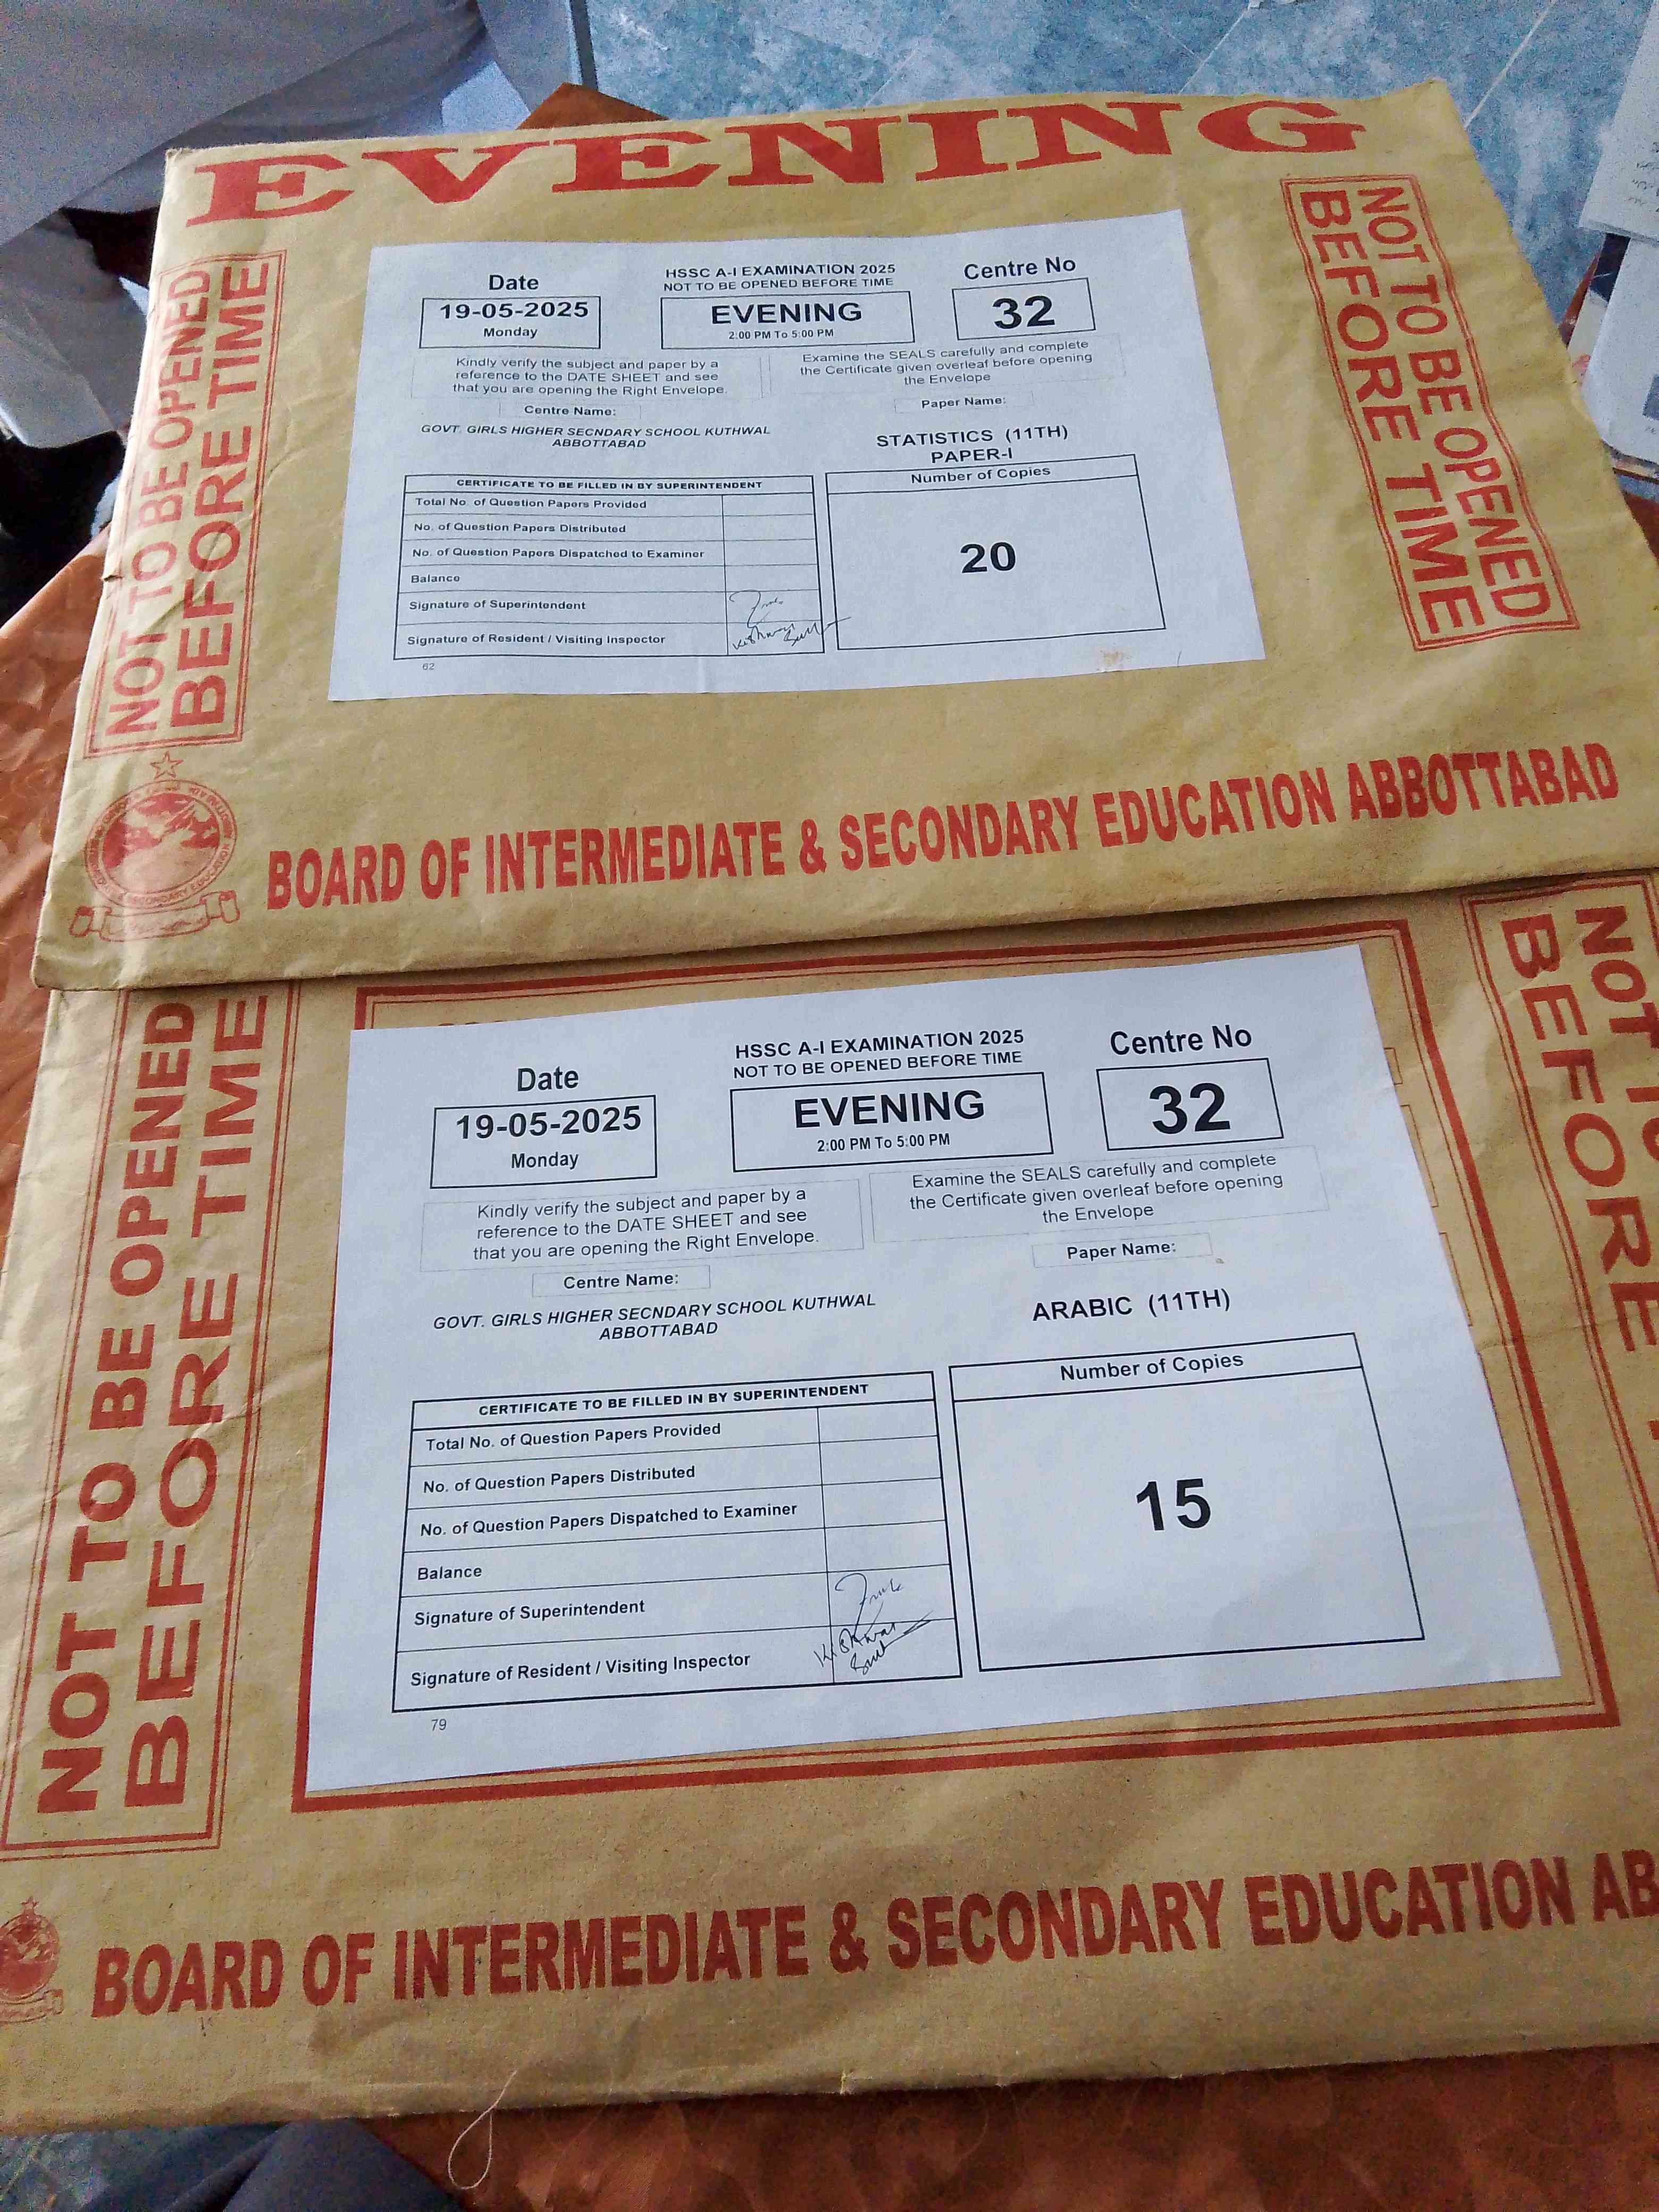 EVENING
NOT TO BE OPENED
BEFORE TIME
NOT TO BE OPENED
BEFORE TIME
Date
19-05-2025
Monday
HSSC A-I EXAMINATION 2025
NOT TO BE OPENED BEFORE TIME
EVENING
2:00 PM To 5:00 PM
Centre No
32
Kindly verify the subject and paper by a
reference to the DATE SHEET and see
that you are opening the Right Envelope.
Examine the SEALS carefully and complete
the Certificate given overleaf before opening
the Envelope
Centre Name:
GOVT. GIRLS HIGHER SECNDARY SCHOOL KUTHWAL
ABBOTTABAD
Paper Name:
STATISTICS (11TH)
PAPER-I
CERTIFICATE TO BE FILLED IN BY SUPERINTENDENT
Total No. of Question Papers Provided
No. of Question Papers Distributed
No. of Question Papers Dispatched to Examiner
Balance
Signature of Superintendent
Signature of Resident / Visiting Inspector
Number of Copies
20
62
BOARD OF INTERMEDIATE & SECONDARY EDUCATION ABBOTTABAD
NOT TO BE OPENED
BEFORE TIME
NOT TO
BEFORE
Date
19-05-2025
Monday
HSSC A-I EXAMINATION 2025
NOT TO BE OPENED BEFORE TIME
EVENING
2:00 PM To 5:00 PM
Centre No
32
Kindly verify the subject and paper by a
reference to the DATE SHEET and see
that you are opening the Right Envelope.
Examine the SEALS carefully and complete
the Certificate given overleaf before opening
the Envelope
Centre Name:
GOVT. GIRLS HIGHER SECNDARY SCHOOL KUTHWAL
ABBOTTABAD
Paper Name:
ARABIC (11TH)
CERTIFICATE TO BE FILLED IN BY SUPERINTENDENT
Total No. of Question Papers Provided
No. of Question Papers Distributed
No. of Question Papers Dispatched to Examiner
Balance
Signature of Superintendent
Signature of Resident / Visiting Inspector
Number of Copies
15
79
BOARD OF INTERMEDIATE & SECONDARY EDUCATION AB